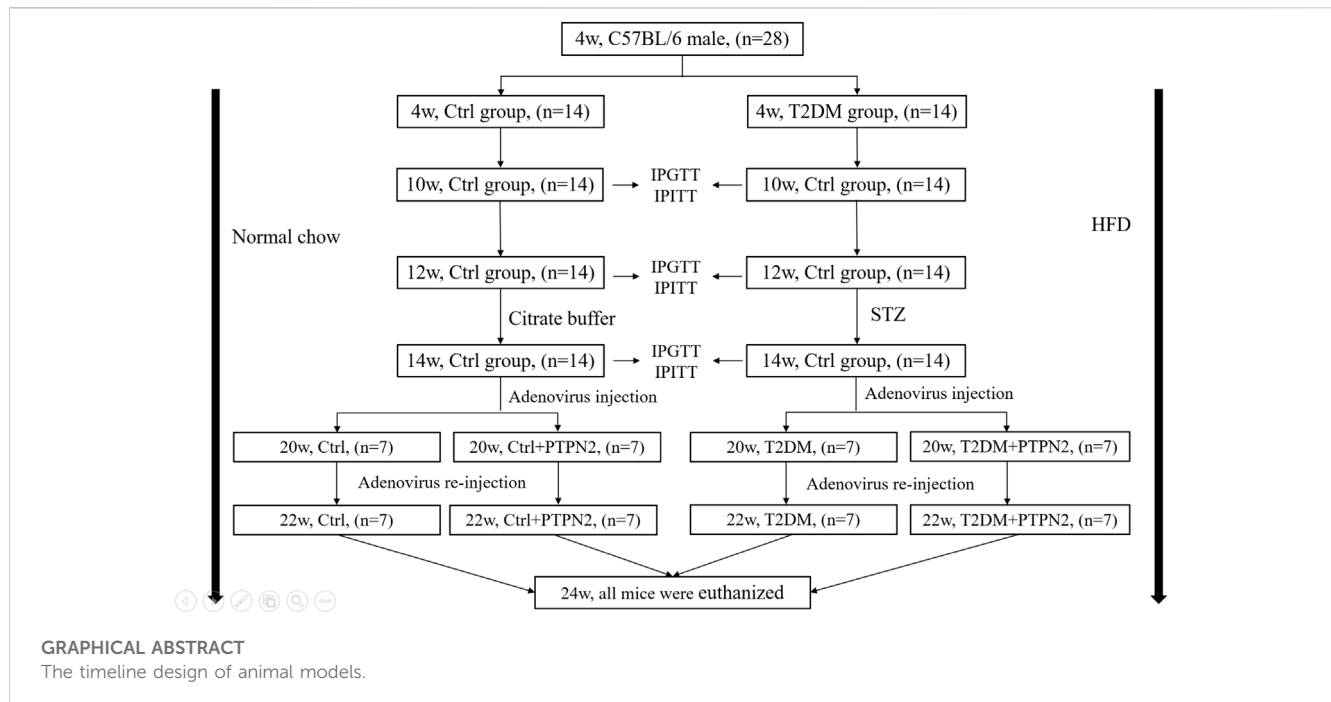 4w, C57BL/6 male, (n=28)
4w, Ctrl group, (n=14)
4w, T2DM group, (n=14)
10w, Ctrl group, (n=14)
IPGTT
IPITT
10w, Ctrl group, (n=14)
Normal chow
HFD
12w, Ctrl group, (n=14)
IPGTT
IPITT
12w, Ctrl group, (n=14)
Citrate buffer
STZ
14w, Ctrl group, (n=14)
IPGTT
IPITT
14w, Ctrl group, (n=14)
Adenovirus injection
Adenovirus injection
20w, Ctrl, (n=7)
20w, Ctrl+PTPN2, (n=7)
20w, T2DM, (n=7)
20w, T2DM+PTPN2, (n=7)
Adenovirus re-injection
Adenovirus re-injection
22w, Ctrl, (n=7)
22w, Ctrl+PTPN2, (n=7)
22w, T2DM, (n=7)
22w, T2DM+PTPN2, (n=7)
24w, all mice were euthanized
GRAPHICAL ABSTRACT
The timeline design of animal models.